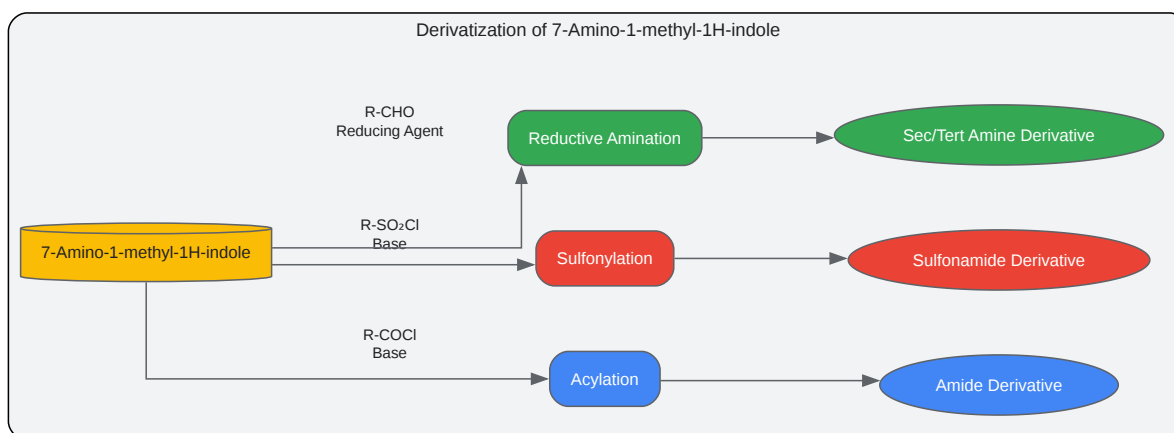 Derivatization of 7-Amino-1-methyl-1H-indole
R-CHO
Reducing Agent
Reductive Amination
Sec/Tert Amine Derivative
7-Amino-1-methyl-1H-indole
R-SO₂Cl
Base
Sulfonylation
Sulfonamide Derivative
R-COCl
Base
Acylation
Amide Derivative